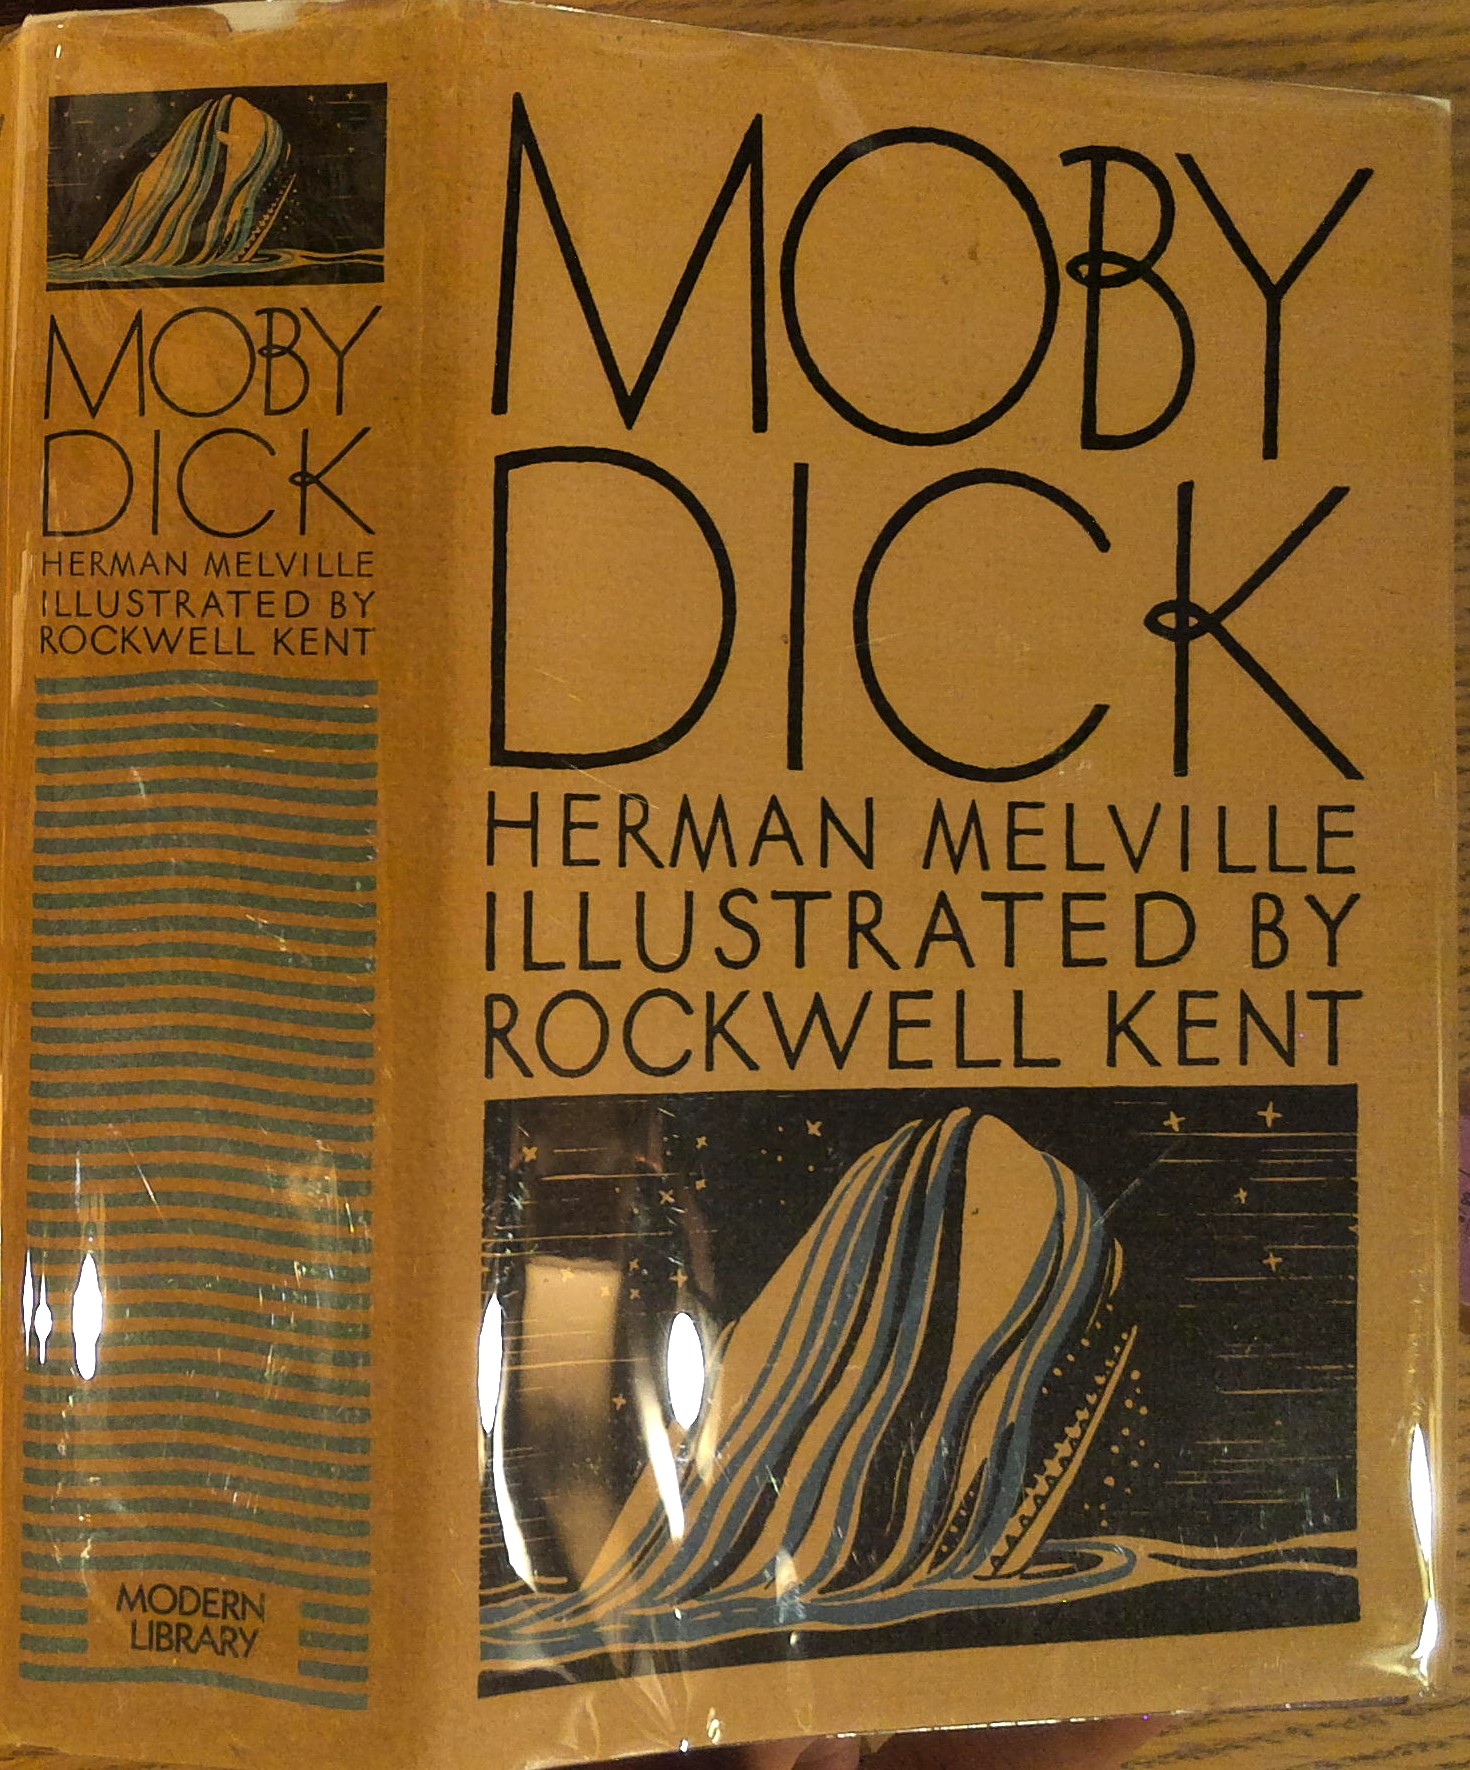 MOBY
DICK
HERMAN MELVILLE
ILLUSTRATED BY
ROCKWELL KENT
MODERN
LIBRARY
MOBY
DICK
HERMAN MELVILLE
ILLUSTRATED BY
ROCKWELL KENT